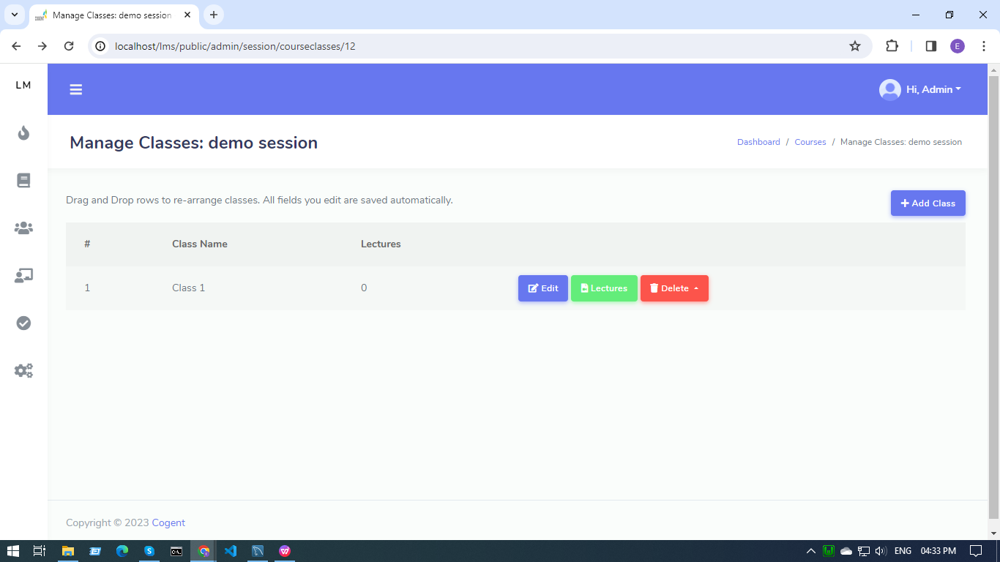 Manage Classes: demo session
localhost/lms/public/admin/session/courseclasses/12
E
LM
Hi, Admin
Manage Classes: demo session
Dashboard / Courses / Manage Classes: demo session
Drag and Drop rows to re-arrange classes. All fields you edit are saved automatically.
Add Class
# Class Name Lectures
1 Class 1 0 Edit Lectures Delete
Copyright © 2023 Cogent
ENG 04:33 PM